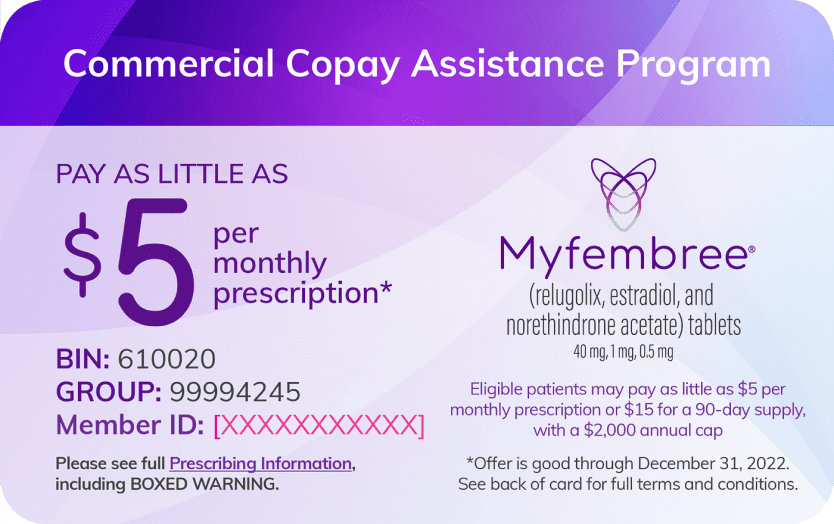 Commercial Copay Assistance Program
PAY AS LITTLE AS
$5 per
monthly
prescription*
BIN: 610020
GROUP: 99994245
Member ID: [XXXXXXXXXXX]
Please see full Prescribing Information,
including BOXED WARNING.
Myfembree®
(relugolix, estradiol, and
norethindrone acetate) tablets
40 mg, 1 mg, 0.5 mg
Eligible patients may pay as little as $5 per
monthly prescription or $15 for a 90-day supply,
with a $2,000 annual cap
*Offer is good through December 31, 2022.
See back of card for full terms and conditions.